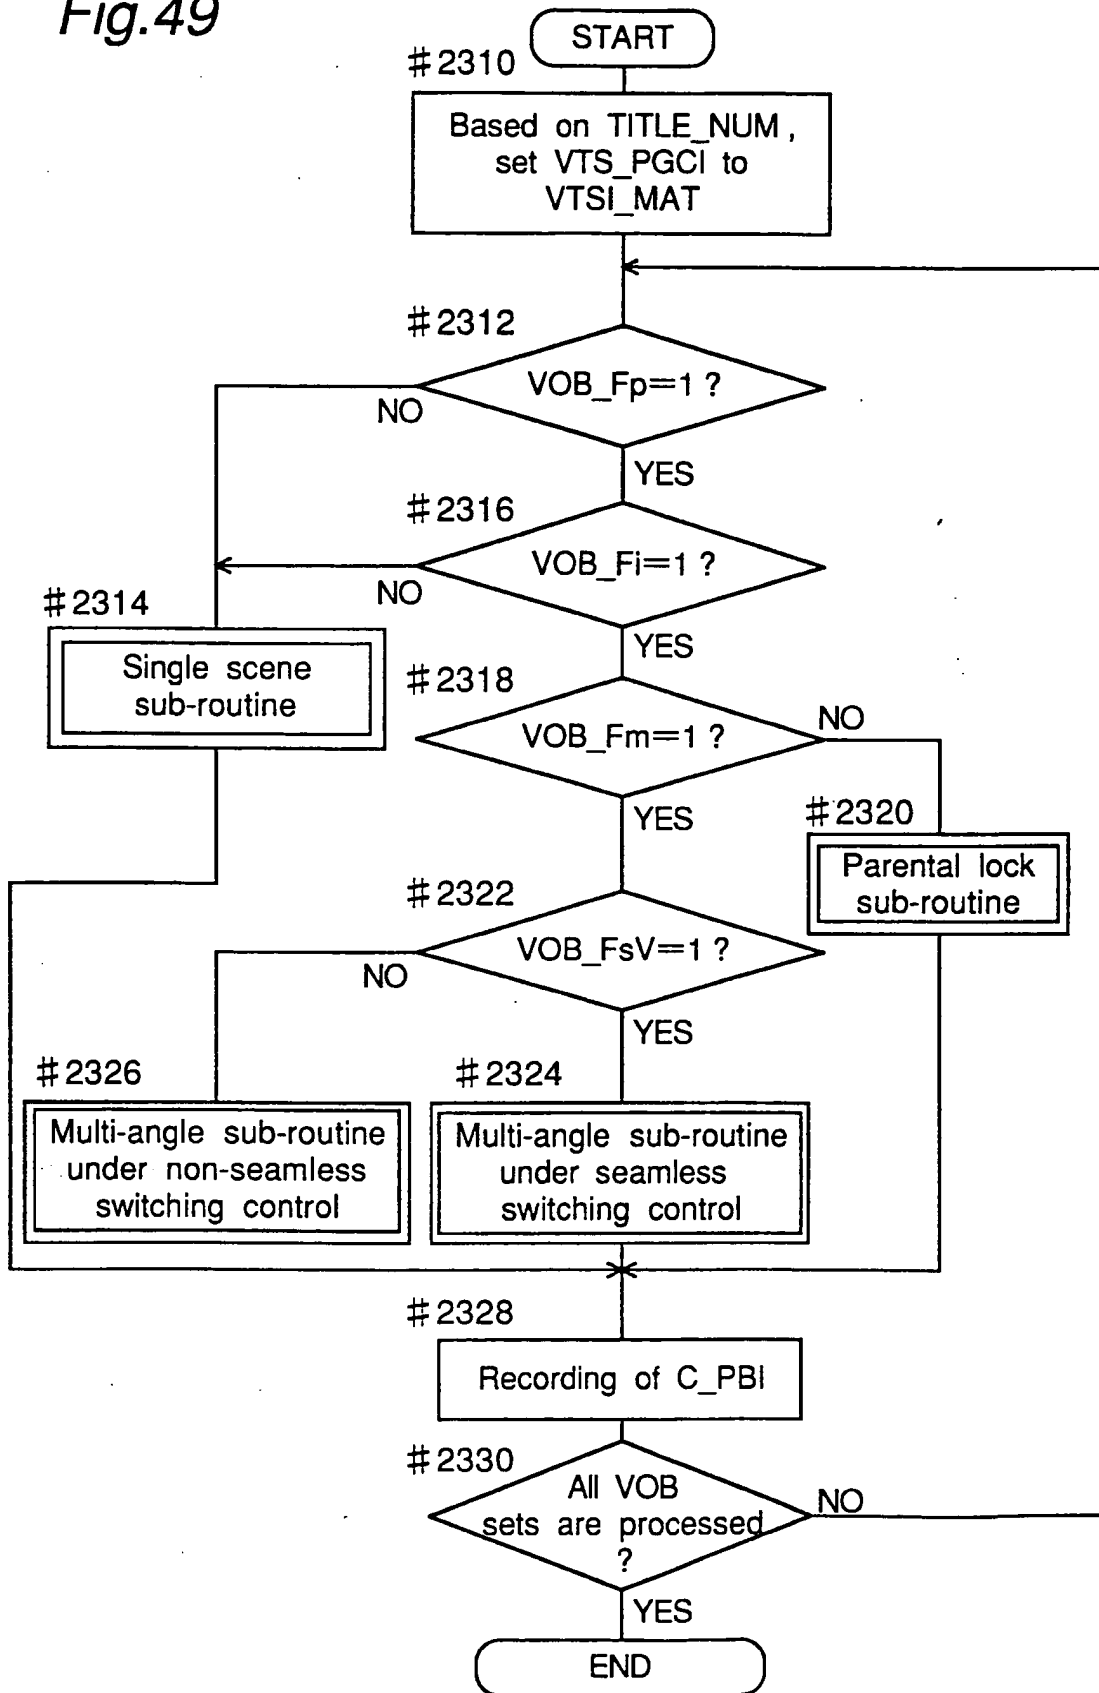 Fig.49
START
#2310
Based on TITLE_NUM,
set VTS_PGCI to
VTSI_MAT
#2312
VOB_Fp=1 ?
NO
YES
#2316
VOB_Fi=1 ?
NO
YES
#2314
Single scene
sub-routine
#2318
VOB_Fm=1 ?
NO
YES
#2320
Parental lock
sub-routine
#2322
VOB_FsV=1 ?
NO
YES
#2326
Multi-angle sub-routine
under non-seamless
switching control
#2324
Multi-angle sub-routine
under seamless
switching control
#2328
Recording of C_PBI
#2330
All VOB
sets are processed
?
NO
YES
END